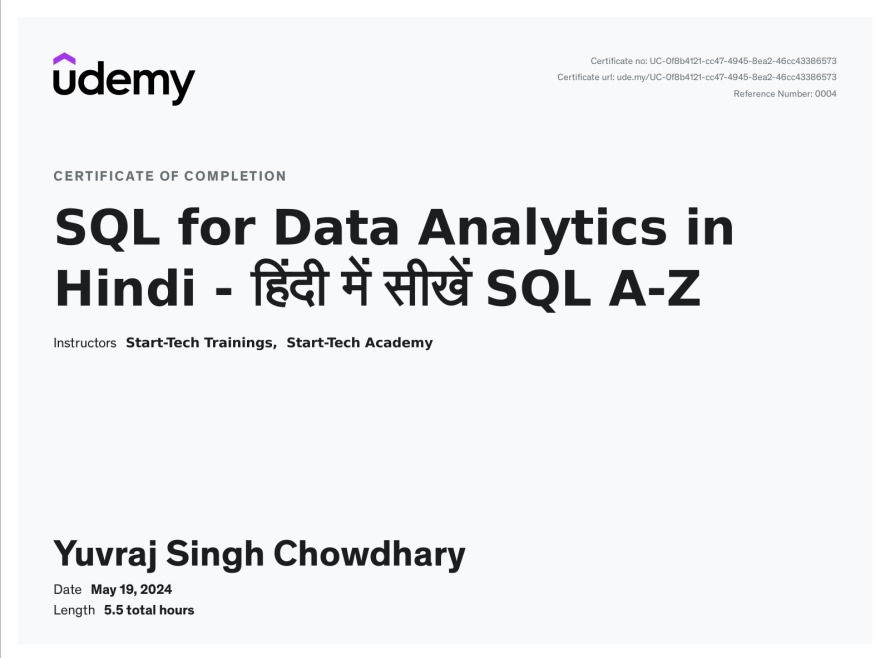 udemy
Certificate no: UC-0f8b4121-cc47-4945-8ea2-46cc43386573
Certificate url: ude.my/UC-0f8b4121-cc47-4945-8ea2-46cc43386573
Reference Number: 0004
CERTIFICATE OF COMPLETION
SQL for Data Analytics in
Hindi - हिंदी में सीखें SQL A-Z
Instructors Start-Tech Trainings, Start-Tech Academy
Yuvraj Singh Chowdhary
Date May 19, 2024
Length 5.5 total hours